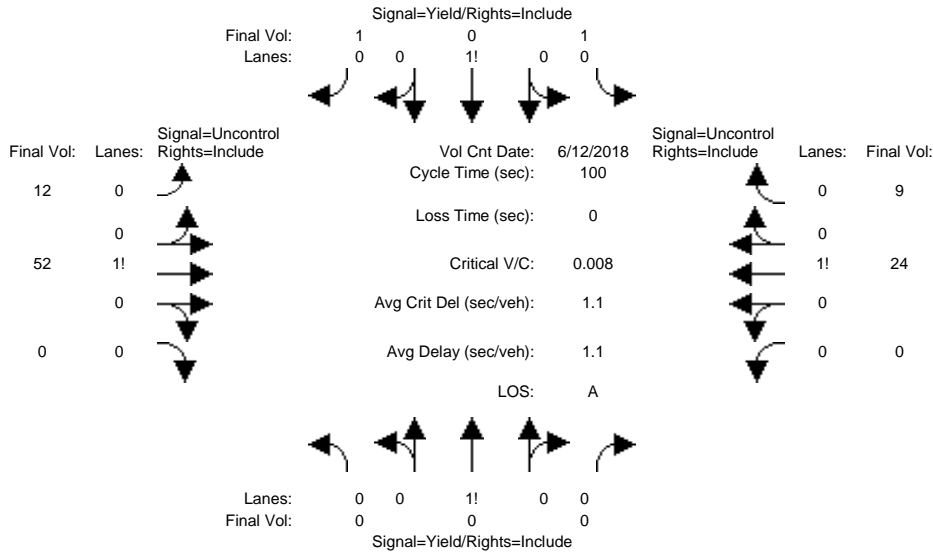 Signal=Yield/Rights=Include
Final Vol: 1 0 1
Lanes: 0 0 1! 0 0
Signal=Uncontrol
Final Vol: Lanes: Rights=Include
Vol Cnt Date: 6/12/2018
Signal=Uncontrol
Rights=Include Lanes: Final Vol:
Cycle Time (sec): 100
12 0
0 9
Loss Time (sec): 0
0
0
52 1!
Critical V/C: 0.008
1! 24
0
Avg Crit Del (sec/veh): 1.1
0
0 0
Avg Delay (sec/veh): 1.1
0 0
LOS: A
Lanes: 0 0 1! 0 0
Final Vol: 0 0 0
Signal=Yield/Rights=Include